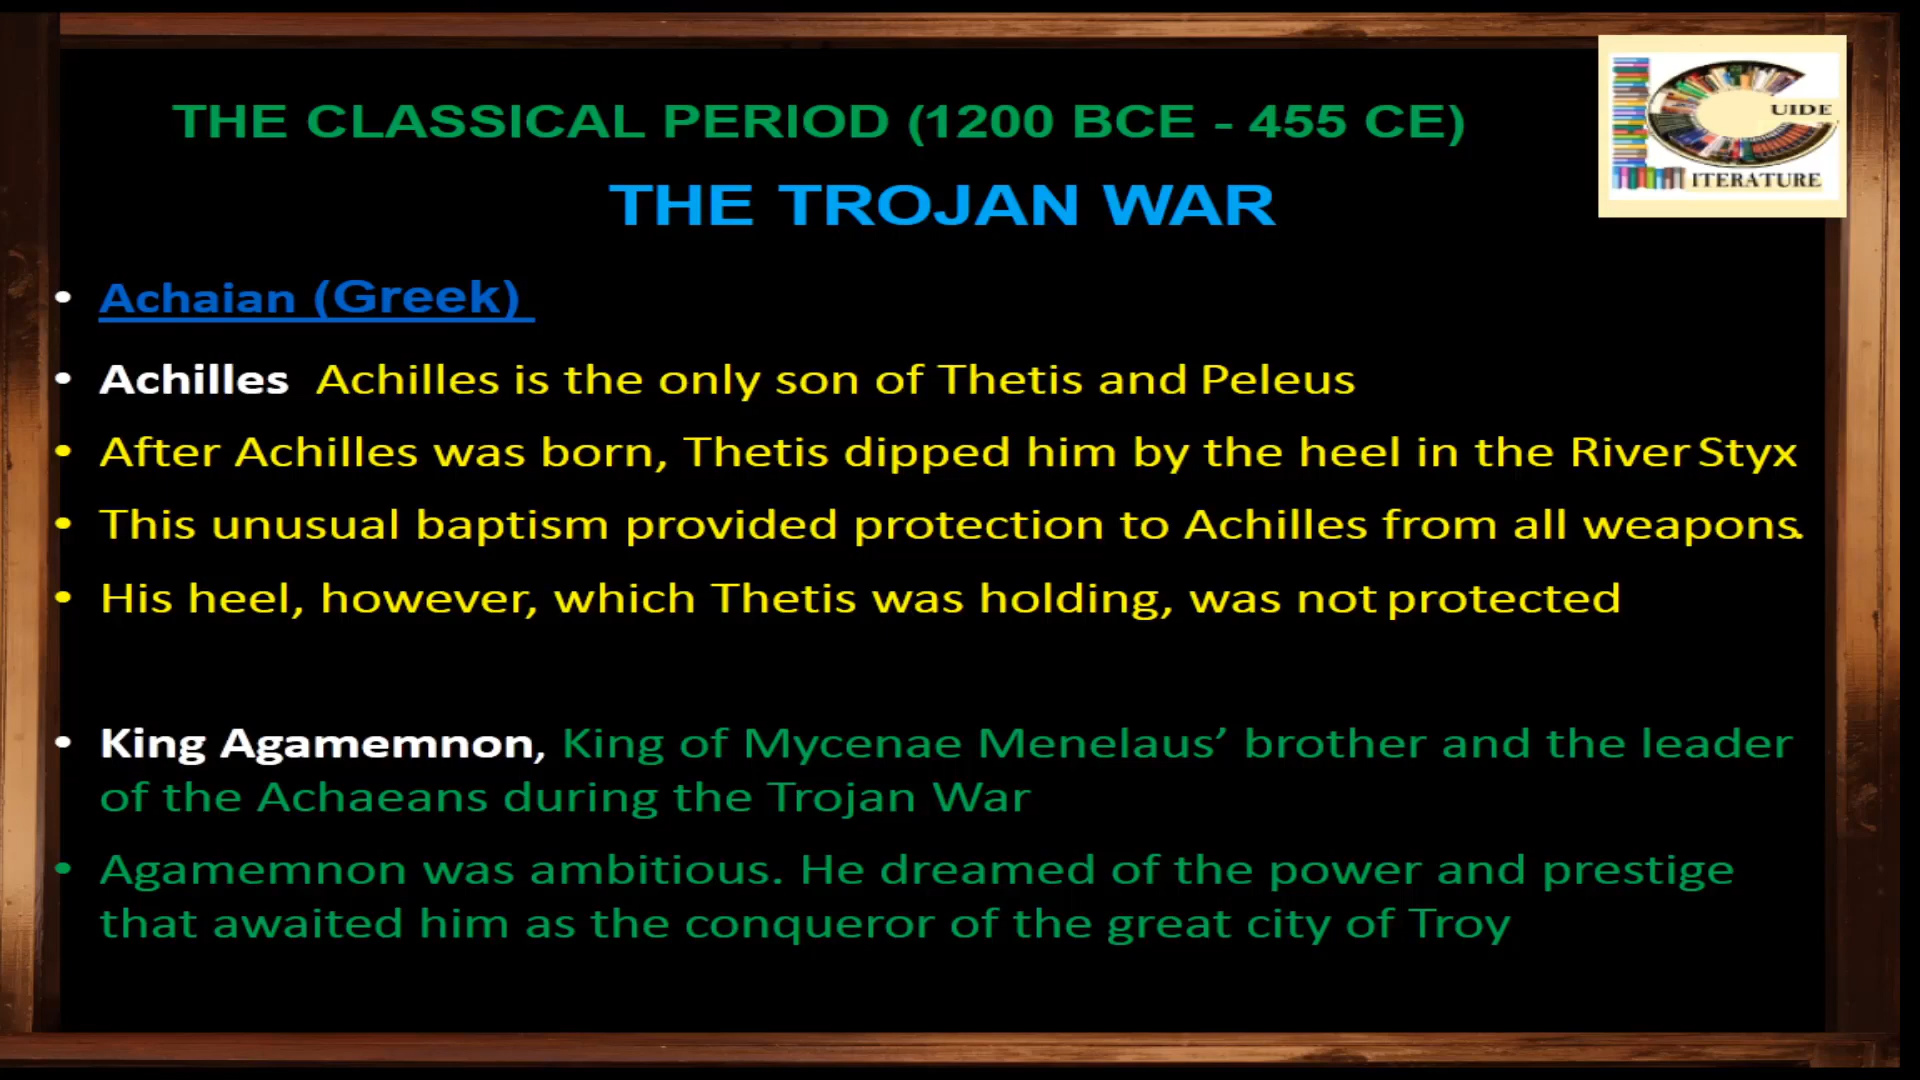 THE CLASSICAL PERIOD (1200 BCE - 455 CE)
UIDE
ITERATURE
THE TROJAN WAR
• Achaian (Greek)
• Achilles Achilles is the only son of Thetis and Peleus
• After Achilles was born, Thetis dipped him by the heel in the River Styx
• This unusual baptism provided protection to Achilles from all weapons.
• His heel, however, which Thetis was holding, was not protected
• King Agamemnon, King of Mycenae Menelaus’ brother and the leader
of the Achaeans during the Trojan War
• Agamemnon was ambitious. He dreamed of the power and prestige
that awaited him as the conqueror of the great city of Troy